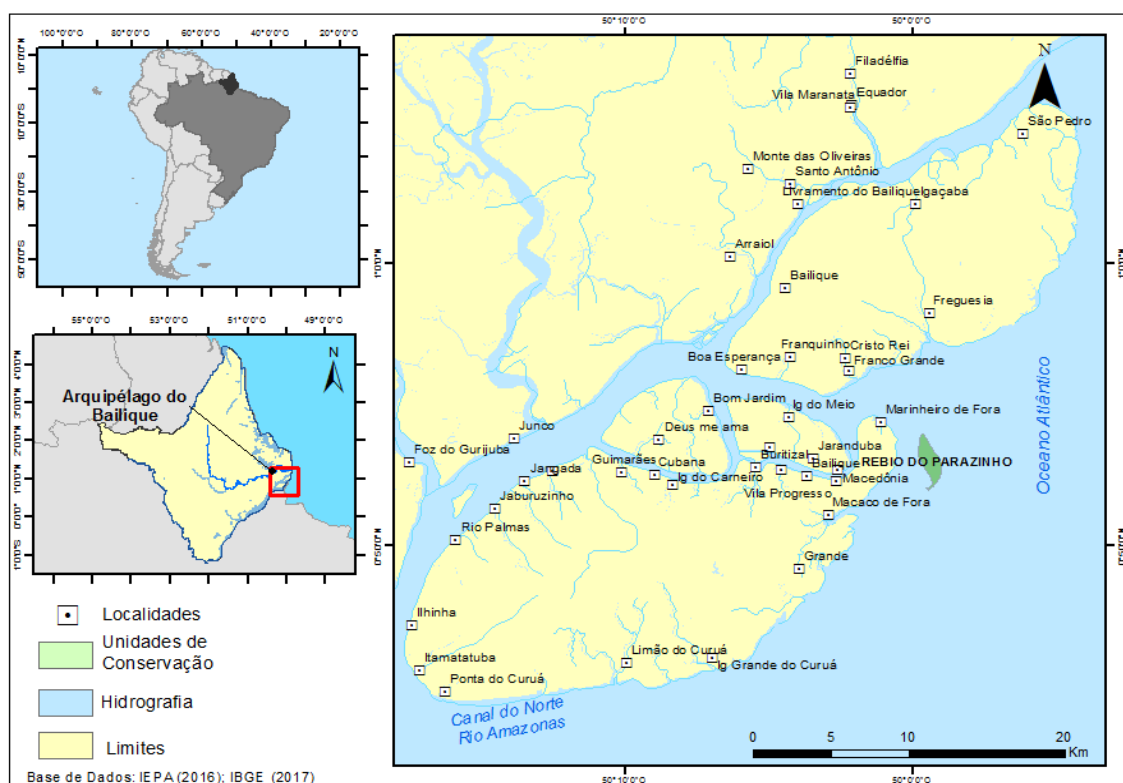 100°0'0"O 80°0'0"O 60°0'0"O 40°0'0"O 20°0'0"O
10°0'0"N
10°0'0"S
30°0'0"S
50°0'0"S
55°0'0"O 53°0'0"O 51°0'0"O 49°0'0"O
N
Arquipélago do
Bailique
4°0'0"N
3°0'0"N
2°0'0"N
1°0'0"N
0°0'0"
1°0'0"S
Localidades
Unidades de
Conservação
Hidrografia
Limites
Base de Dados: IEPA (2016); IBGE (2017)
50°10'O 50°0'O
N
Filadélfia
Equador
Vila Maranata
São Pedro
Monte das Oliveiras
Santo Antônio
Livramento do Bailique
Igaçaba
Arraiol
1°0'0"N
Bailique
Freguesia
Franquinho
Cristo Rei
Boa Esperança
Franco Grande
Bom Jardim
Ig do Meio
Marinheiro de Fora
Oceano Atlântico
Junco
Deus me ama
Foz do Gurijuba
Jangada
Guimarães
Cubana
Buritizal
Jaranduba
Bailique
REBIO DO PARAZINHO
Ig do Carneiro
Macedônia
Jaburuzinho
Vila Progresso
Macaco de Fora
Rio Palmas
0°50'N
Grande
Ilhinha
Itamatatuba
Limão do Curuá
Ig Grande do Curuá
Ponta do Curuá
Canal do Norte
Rio Amazonas
0 5 10 20
Km
50°10'O 50°0'O